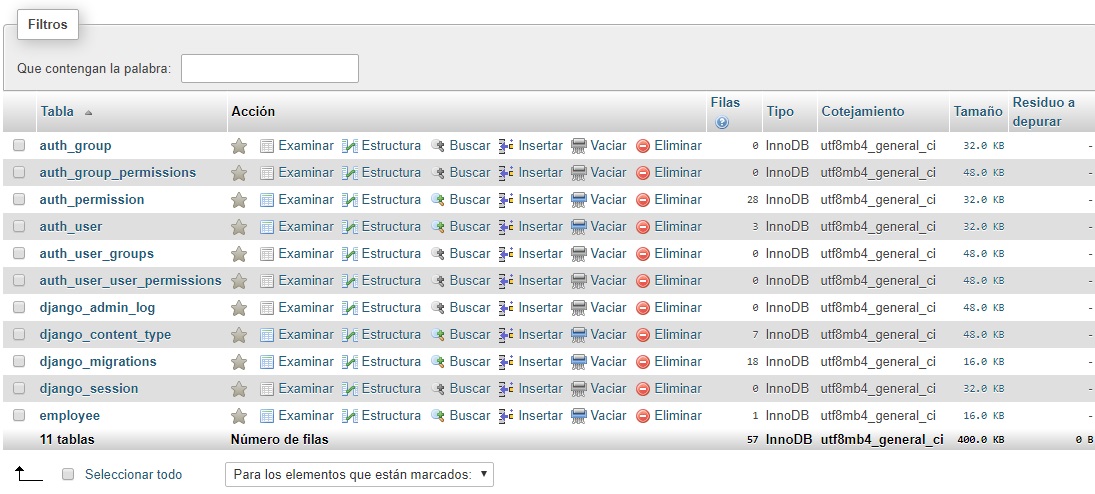 Filtros
Que contengan la palabra:
Tabla Acción Filas Tipo Cotejamiento Tamaño Residuo a depurar
auth_group Examinar Estructura Buscar Insertar Vaciar Eliminar 0 InnoDB utf8mb4_general_ci 32.0 KB -
auth_group_permissions Examinar Estructura Buscar Insertar Vaciar Eliminar 0 InnoDB utf8mb4_general_ci 48.0 KB -
auth_permission Examinar Estructura Buscar Insertar Vaciar Eliminar 28 InnoDB utf8mb4_general_ci 32.0 KB -
auth_user Examinar Estructura Buscar Insertar Vaciar Eliminar 3 InnoDB utf8mb4_general_ci 32.0 KB -
auth_user_groups Examinar Estructura Buscar Insertar Vaciar Eliminar 0 InnoDB utf8mb4_general_ci 48.0 KB -
auth_user_user_permissions Examinar Estructura Buscar Insertar Vaciar Eliminar 0 InnoDB utf8mb4_general_ci 48.0 KB -
django_admin_log Examinar Estructura Buscar Insertar Vaciar Eliminar 0 InnoDB utf8mb4_general_ci 48.0 KB -
django_content_type Examinar Estructura Buscar Insertar Vaciar Eliminar 7 InnoDB utf8mb4_general_ci 48.0 KB -
django_migrations Examinar Estructura Buscar Insertar Vaciar Eliminar 18 InnoDB utf8mb4_general_ci 16.0 KB -
django_session Examinar Estructura Buscar Insertar Vaciar Eliminar 0 InnoDB utf8mb4_general_ci 32.0 KB -
employee Examinar Estructura Buscar Insertar Vaciar Eliminar 1 InnoDB utf8mb4_general_ci 16.0 KB -
11 tablas Número de filas 57 InnoDB utf8mb4_general_ci 400.0 KB 0 B
Seleccionar todo Para los elementos que están marcados: